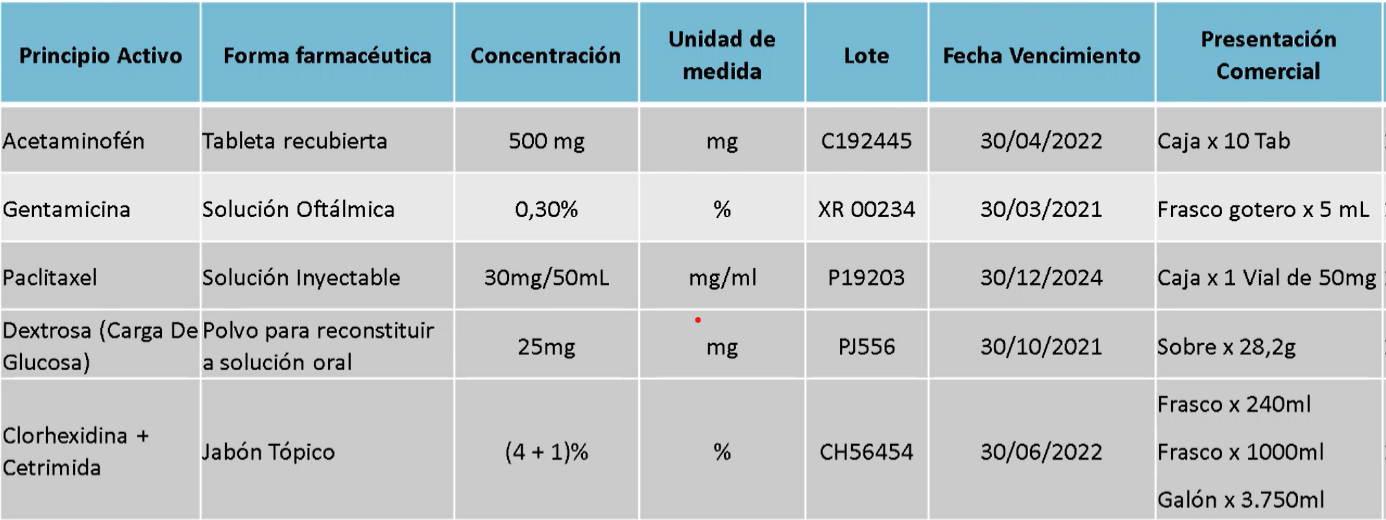 Principio Activo
Forma farmacéutica
Concentración
Unidad de
medida
Lote
Fecha Vencimiento
Presentación
Comercial
Acetaminofén
Tableta recubierta
500 mg
mg
C192445
30/04/2022
Caja x 10 Tab
Gentamicina
Solución Oftálmica
0,30%
%
XR 00234
30/03/2021
Frasco gotero x 5 mL
Paclitaxel
Solución Inyectable
30mg/50mL
mg/ml
P19203
30/12/2024
Caja x 1 Vial de 50mg
Dextrosa (Carga De
Glucosa)
Polvo para reconstituir
a solución oral
25mg
mg
PJ556
30/10/2021
Sobre x 28,2g
Clorhexidina +
Cetrimida
Jabón Tópico
(4 + 1)%
%
CH56454
30/06/2022
Frasco x 240ml
Frasco x 1000ml
Galón x 3.750ml